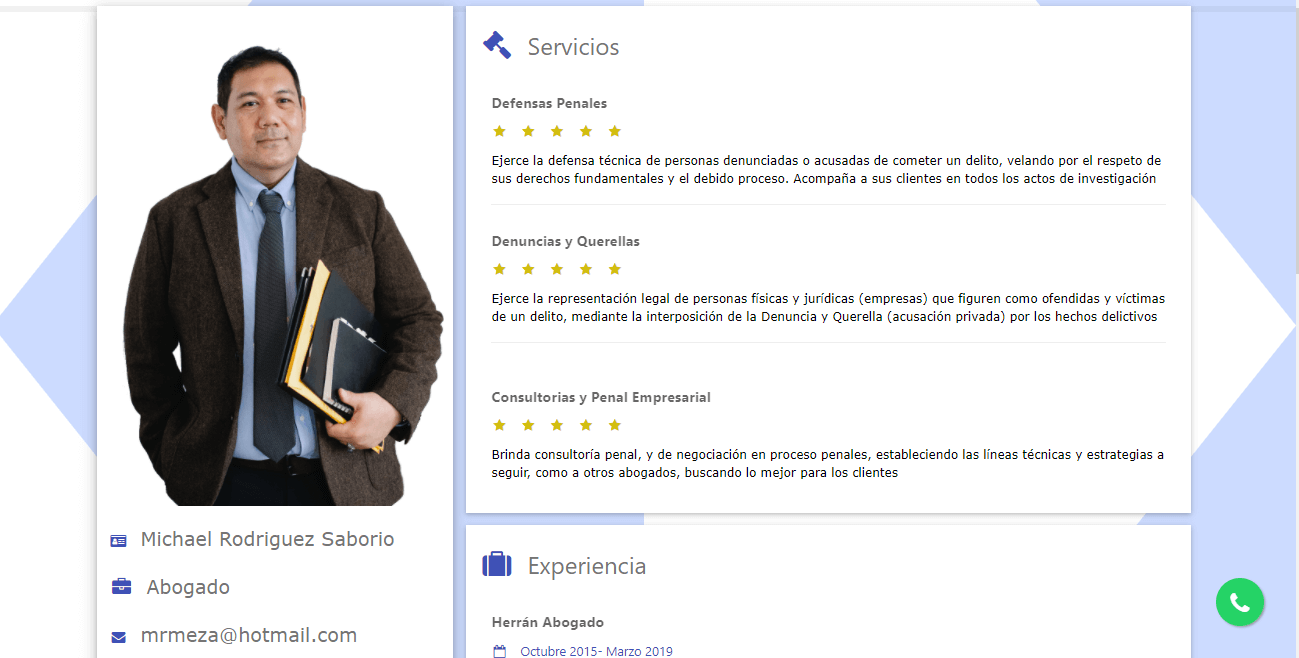 Michael Rodriguez Saborio
Abogado
mrmeza@hotmail.com
Servicios
Defensas Penales
Ejerce la defensa técnica de personas denunciadas o acusadas de cometer un delito, velando por el respeto de
sus derechos fundamentales y el debido proceso. Acompaña a sus clientes en todos los actos de investigación
Denuncias y Querellas
Ejerce la representación legal de personas físicas y jurídicas (empresas) que figuren como ofendidas y víctimas
de un delito, mediante la interposición de la Denuncia y Querella (acusación privada) por los hechos delictivos
Consultorias y Penal Empresarial
Brinda consultoría penal, y de negociación en proceso penales, estableciendo las líneas técnicas y estrategias a
seguir, como a otros abogados, buscando lo mejor para los clientes
Experiencia
Herrán Abogado
Octubre 2015- Marzo 2019